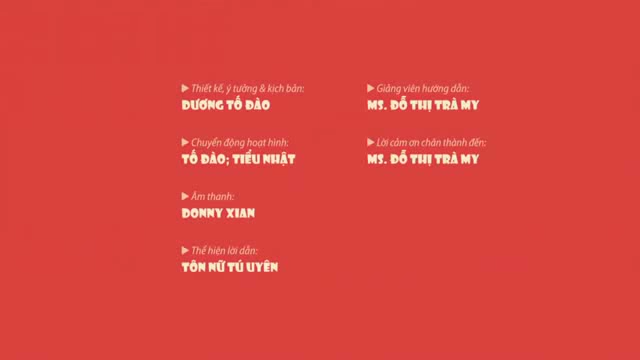 Thiết kế, ý tưởng & kịch bản:
DƯƠNG TỐ ĐÀO
Chuyển động hoạt hình:
TỐ ĐÀO; TIỂU NHẬT
Âm thanh:
DONNY XIAN
Thể hiện lời dẫn:
TÔN NỮ TÚ UYÊN
Giảng viên hướng dẫn:
MS. ĐỖ THỊ TRÀ MY
Lời cảm ơn chân thành đến:
MS. ĐỖ THỊ TRÀ MY